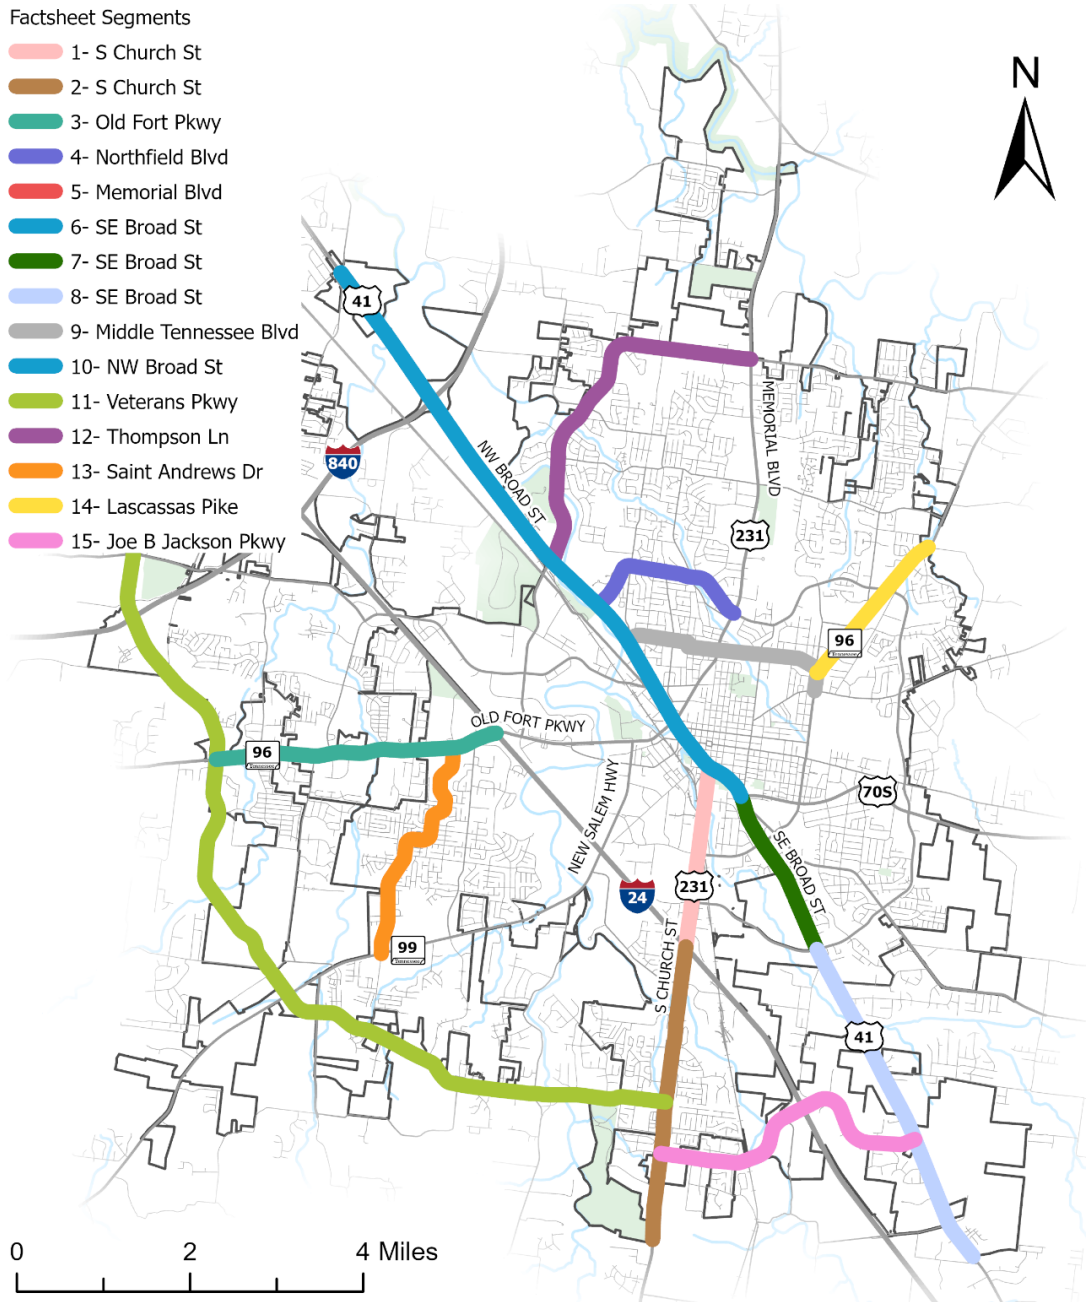 Factsheet Segments
1- S Church St
2- S Church St
3- Old Fort Pkwy
4- Northfield Blvd
5- Memorial Blvd
6- SE Broad St
7- SE Broad St
8- SE Broad St
9- Middle Tennessee Blvd
10- NW Broad St
11- Veterans Pkwy
12- Thompson Ln
13- Saint Andrews Dr
14- Lascassas Pike
15- Joe B Jackson Pkwy
N
41
840
NW BROAD ST
MEMORIAL BLVD
231
96
Tennessee
OLD FORT PKWY
96
Tennessee
NEW SALEM HWY
70S
SE BROAD ST
231
24
S CHURCH ST
99
Tennessee
41
0 2 4 Miles